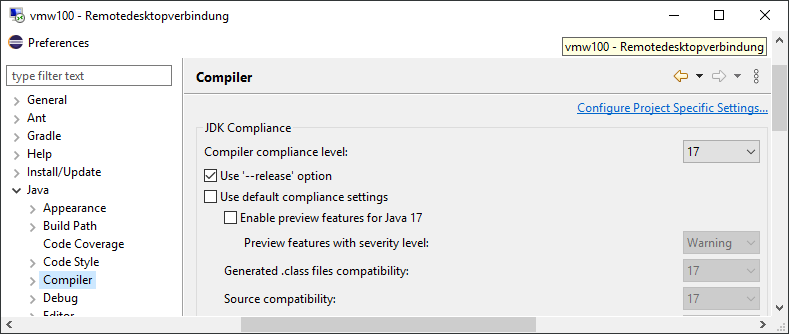 vmw100 - Remotedesktopverbindung
Preferences
vmw100 - Remotedesktopverbindung
type filter text
General
Ant
Gradle
Help
Install/Update
Java
Appearance
Build Path
Code Coverage
Code Style
Compiler
Debug
Editor
Compiler
Configure Project Specific Settings...
JDK Compliance
Compiler compliance level: 17
Use '--release' option
Use default compliance settings
Enable preview features for Java 17
Preview features with severity level: Warning
Generated .class files compatibility: 17
Source compatibility: 17